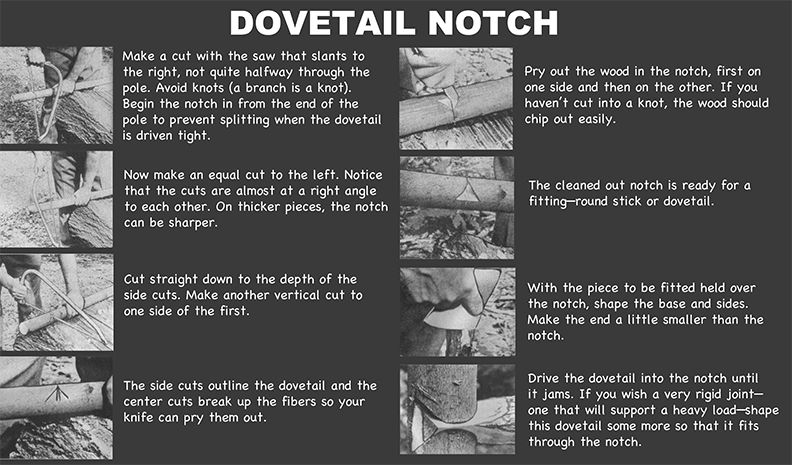 DOVETAIL NOTCH
Make a cut with the saw that slants to
the right, not quite halfway through the
pole. Avoid knots (a branch is a knot).
Begin the notch in from the end of the
pole to prevent splitting when the dovetail
is driven tight.
Now make an equal cut to the left. Notice
that the cuts are almost at a right angle
to each other. On thicker pieces, the notch
can be sharper.
Cut straight down to the depth of the
side cuts. Make another vertical cut to
one side of the first.
The side cuts outline the dovetail and the
center cuts break up the fibers so your
knife can pry them out.
Pry out the wood in the notch, first on
one side and then on the other. If you
haven't cut into a knot, the wood should
chip out easily.
The cleaned out notch is ready for a
fitting—round stick or dovetail.
With the piece to be fitted held over
the notch, shape the base and sides.
Make the end a little smaller than the
notch.
Drive the dovetail into the notch until
it jams. If you wish a very rigid joint—
one that will support a heavy load—shape
this dovetail some more so that it fits
through the notch.